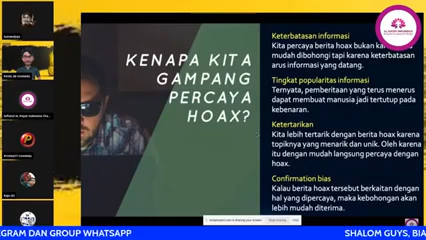 KENAPA KITA
GAMPANG
PERCAYA
HOAX?
Keterbatasan informasi
Kita percaya berita hoax bukan kar
mudah dibohongi tapi karena keterbatasan
arus informasi yang datang.
Tingkat popularitas informasi
Ternyata, pemberitaan yang terus menerus
dapat membuat manusia jadi tertutup pada
kebenaran.
Ketertarikan
Kita lebih tertarik dengan berita hoax karena
topiknya yang menarik dan unik. Oleh karena
itu dengan mudah langsung percaya dengan
hoax.
Confirmation bias
Kalau berita hoax tersebut berkaitan dengan
hal yang dipercaya, maka kebohongan akan
lebih mudah diterima.
EGRAM DAN GROUP WHATSAPP
SHALOM GUYS, BIA